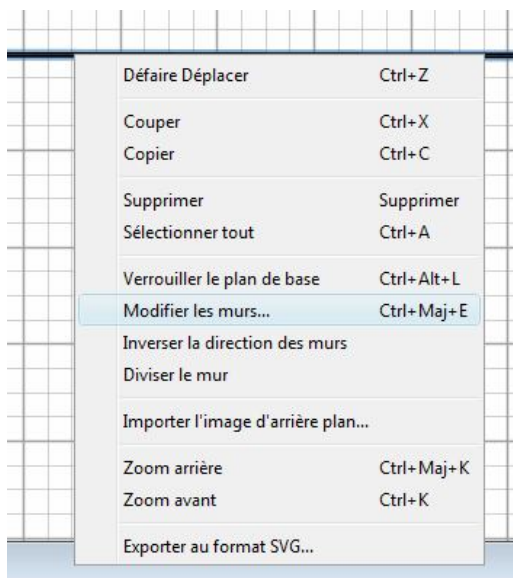 Défaire Déplacer Ctrl+Z
Couper Ctrl+X
Copier Ctrl+C
Supprimer Supprimer
Sélectionner tout Ctrl+A
Verrouiller le plan de base Ctrl+Alt+L
Modifier les murs... Ctrl+Maj+E
Inverser la direction des murs
Diviser le mur
Importer l'image d'arrière plan...
Zoom arrière Ctrl+Maj+K
Zoom avant Ctrl+K
Exporter au format SVG...